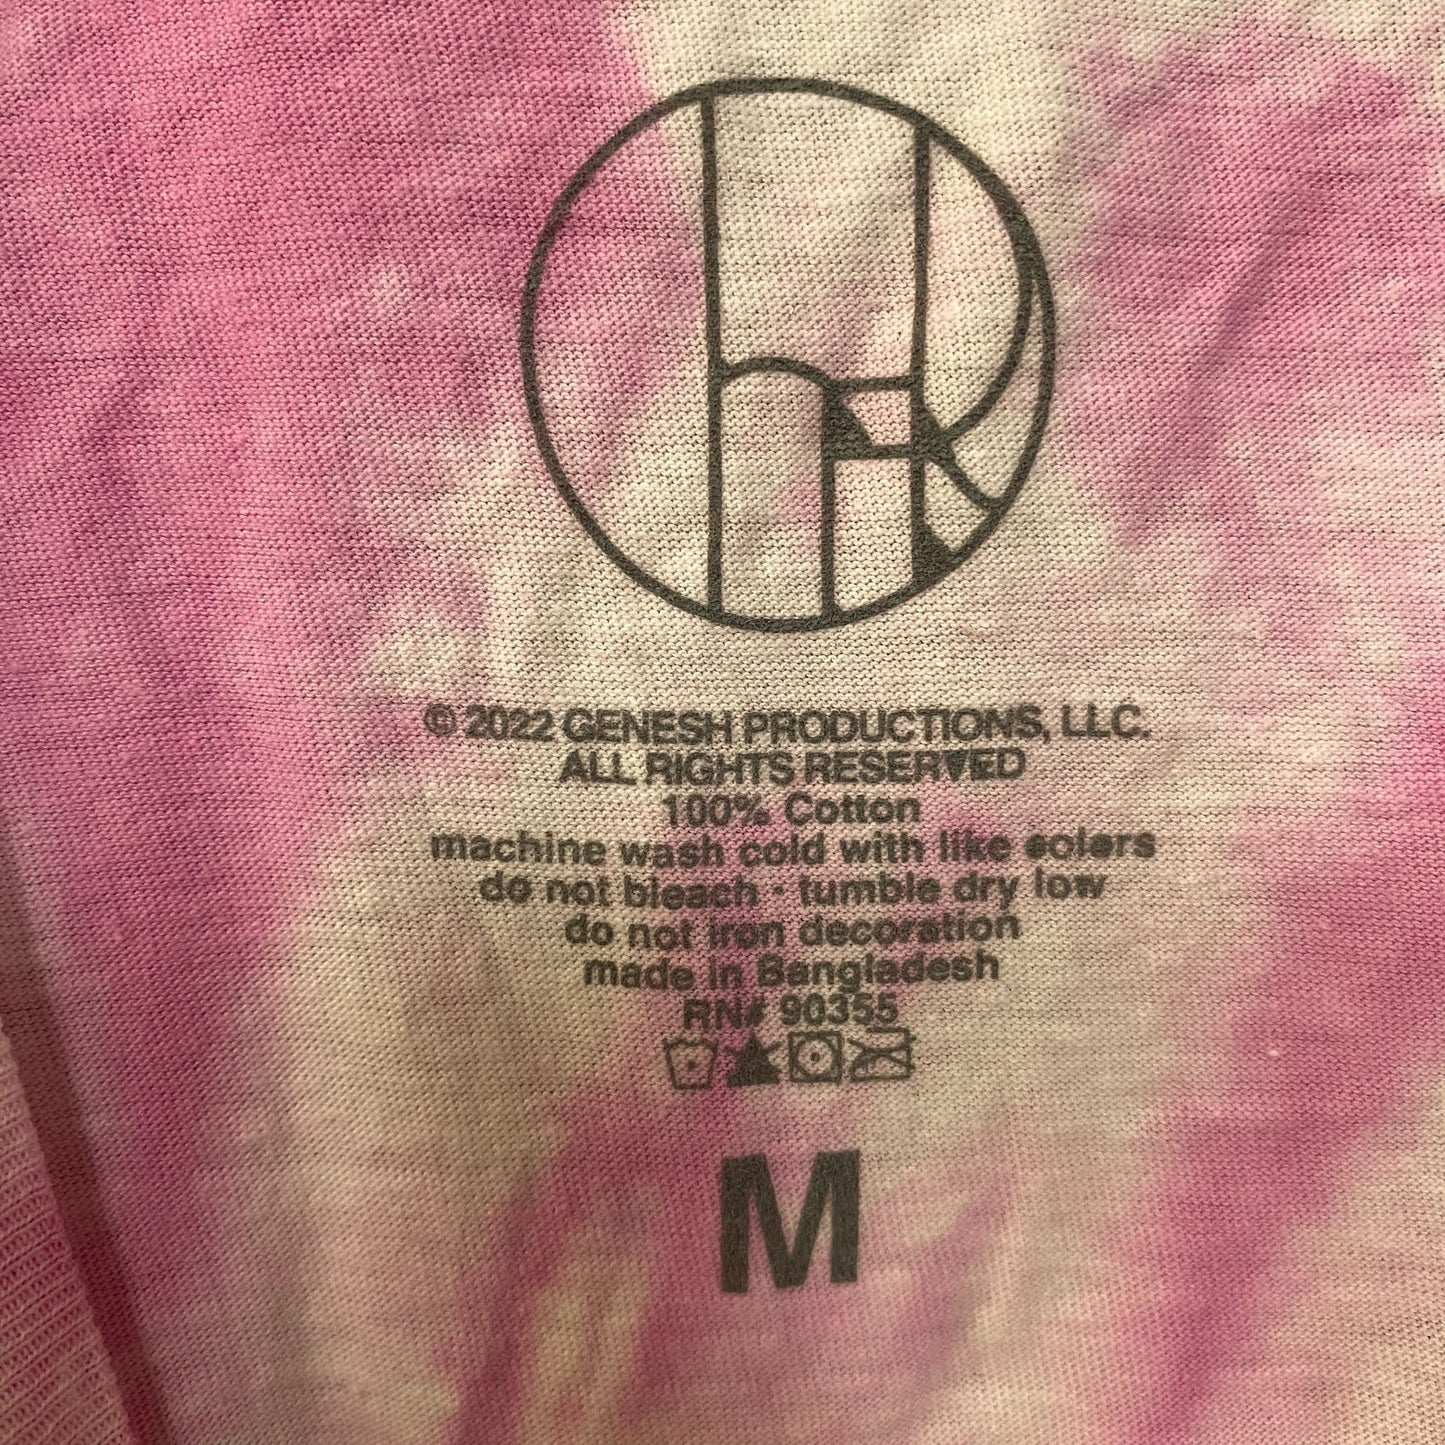 © 2022 GENESH PRODUCTIONS, LLC.
ALL RIGHTS RESERVED
100% Cotton
machine wash cold with like colors
do not bleach · tumble dry low
do not iron decoration
made in Bangladesh
RN# 90355
M